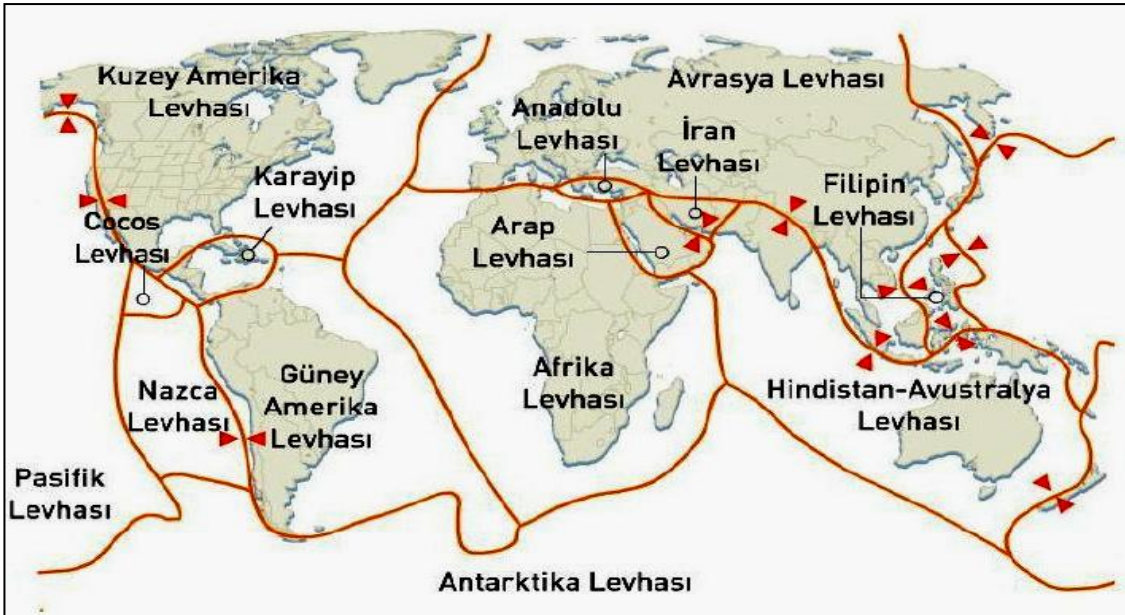 Kuzey Amerika
Levhası
Avrasya Levhası
Anadolu
Levhası
İran
Levhası
Karayip
Levhası
Filipin
Levhası
Cocos
Levhası
Arap
Levhası
Nazca
Levhası
Güney
Amerika
Levhası
Afrika
Levhası
Hindistan-Avustralya
Levhası
Pasifik
Levhası
Antarktika Levhası